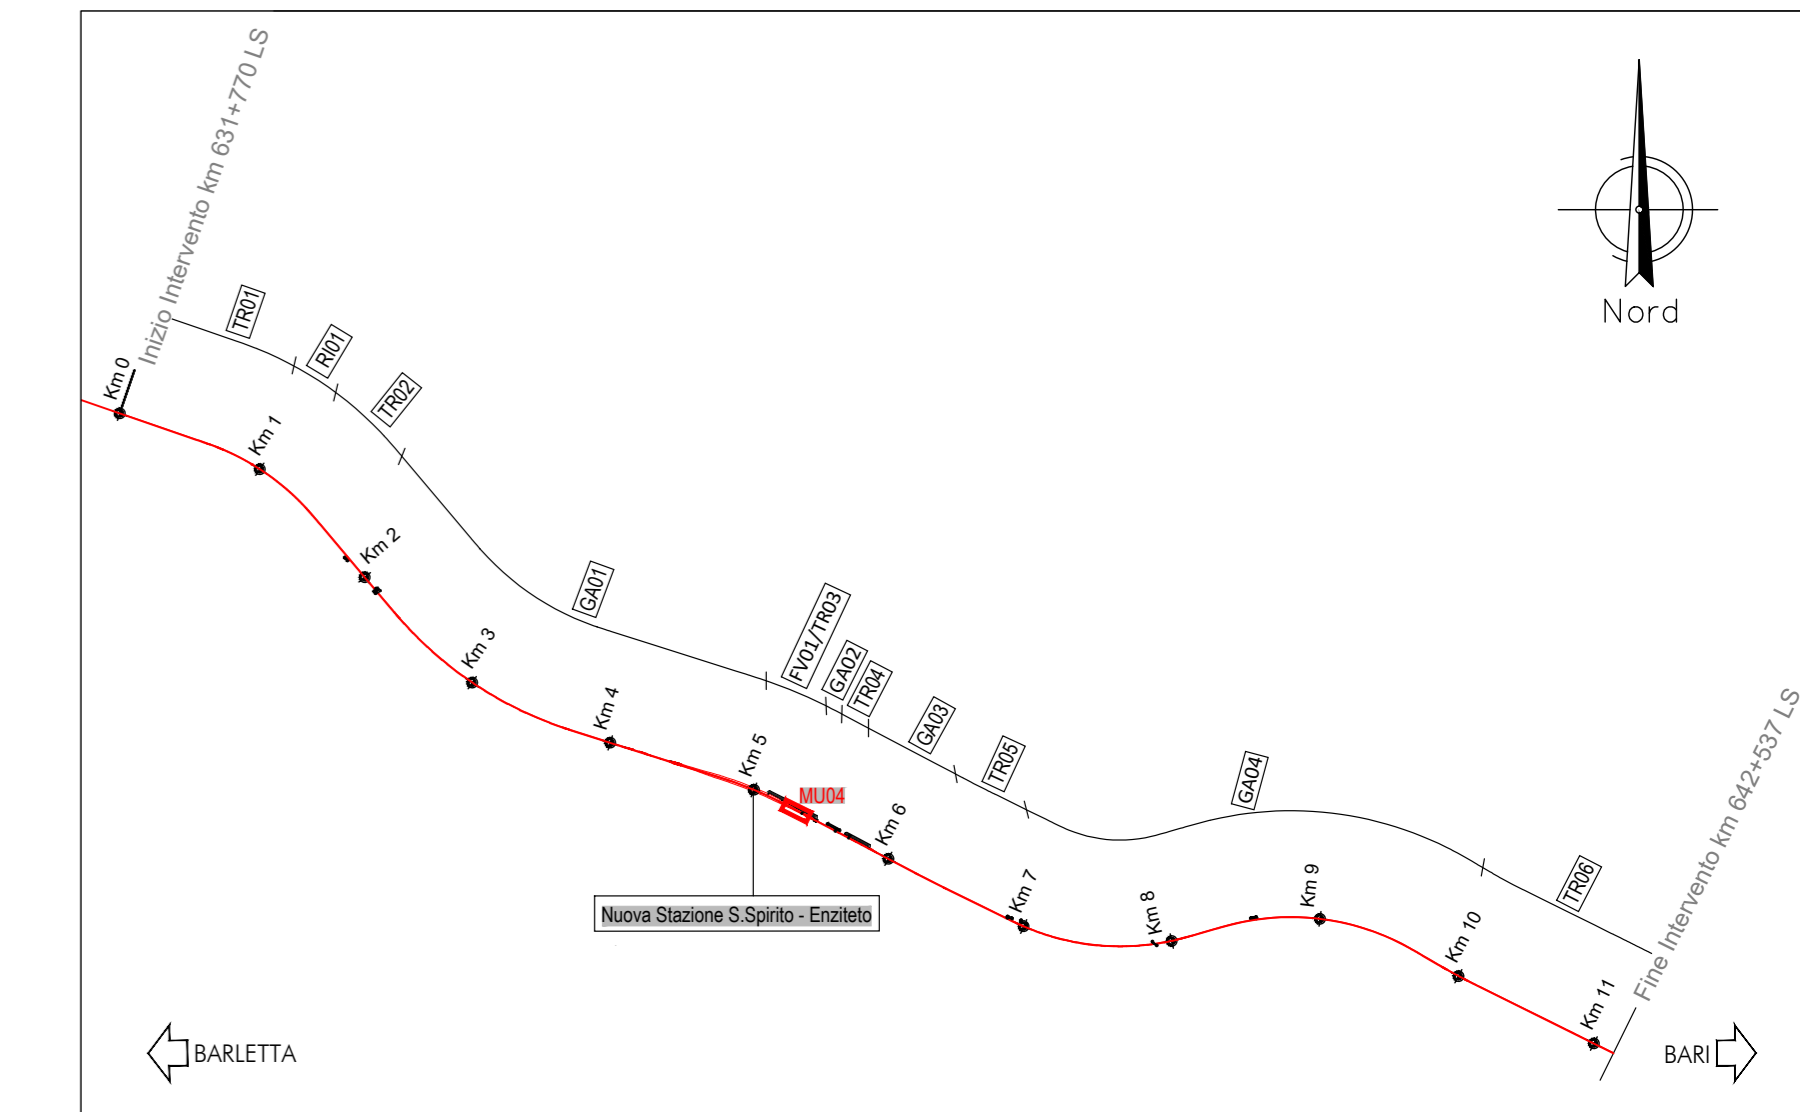 Inizio Intervento km 631+770 LS
Nord
TR01
RI01
TR02
Km 0
Km 1
Km 2
GA01
FV01/TR03
GA02
TR04
Km 3
Km 4
GA03
TR05
GA04
Km 5
MU04
Km 6
Fine Intervento km 642+537 LS
TR06
Nuova Stazione S.Spirito - Enziteto
Km 7
Km 8
Km 9
Km 10
Km 11
BARLETTA
BARI